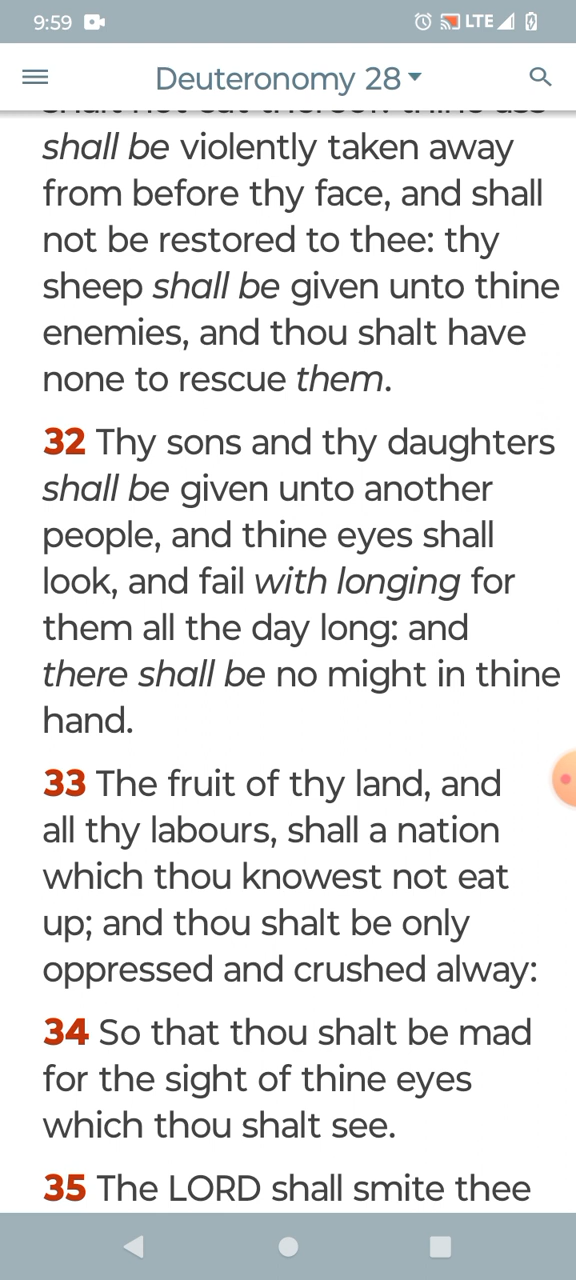 9:59
LTE
Deuteronomy 28
shall be violently taken away
from before thy face, and shall
not be restored to thee: thy
sheep shall be given unto thine
enemies, and thou shalt have
none to rescue them.
32 Thy sons and thy daughters
shall be given unto another
people, and thine eyes shall
look, and fail with longing for
them all the day long: and
there shall be no might in thine
hand.
33 The fruit of thy land, and
all thy labours, shall a nation
which thou knowest not eat
up; and thou shalt be only
oppressed and crushed alway:
34 So that thou shalt be mad
for the sight of thine eyes
which thou shalt see.
35 The LORD shall smite thee